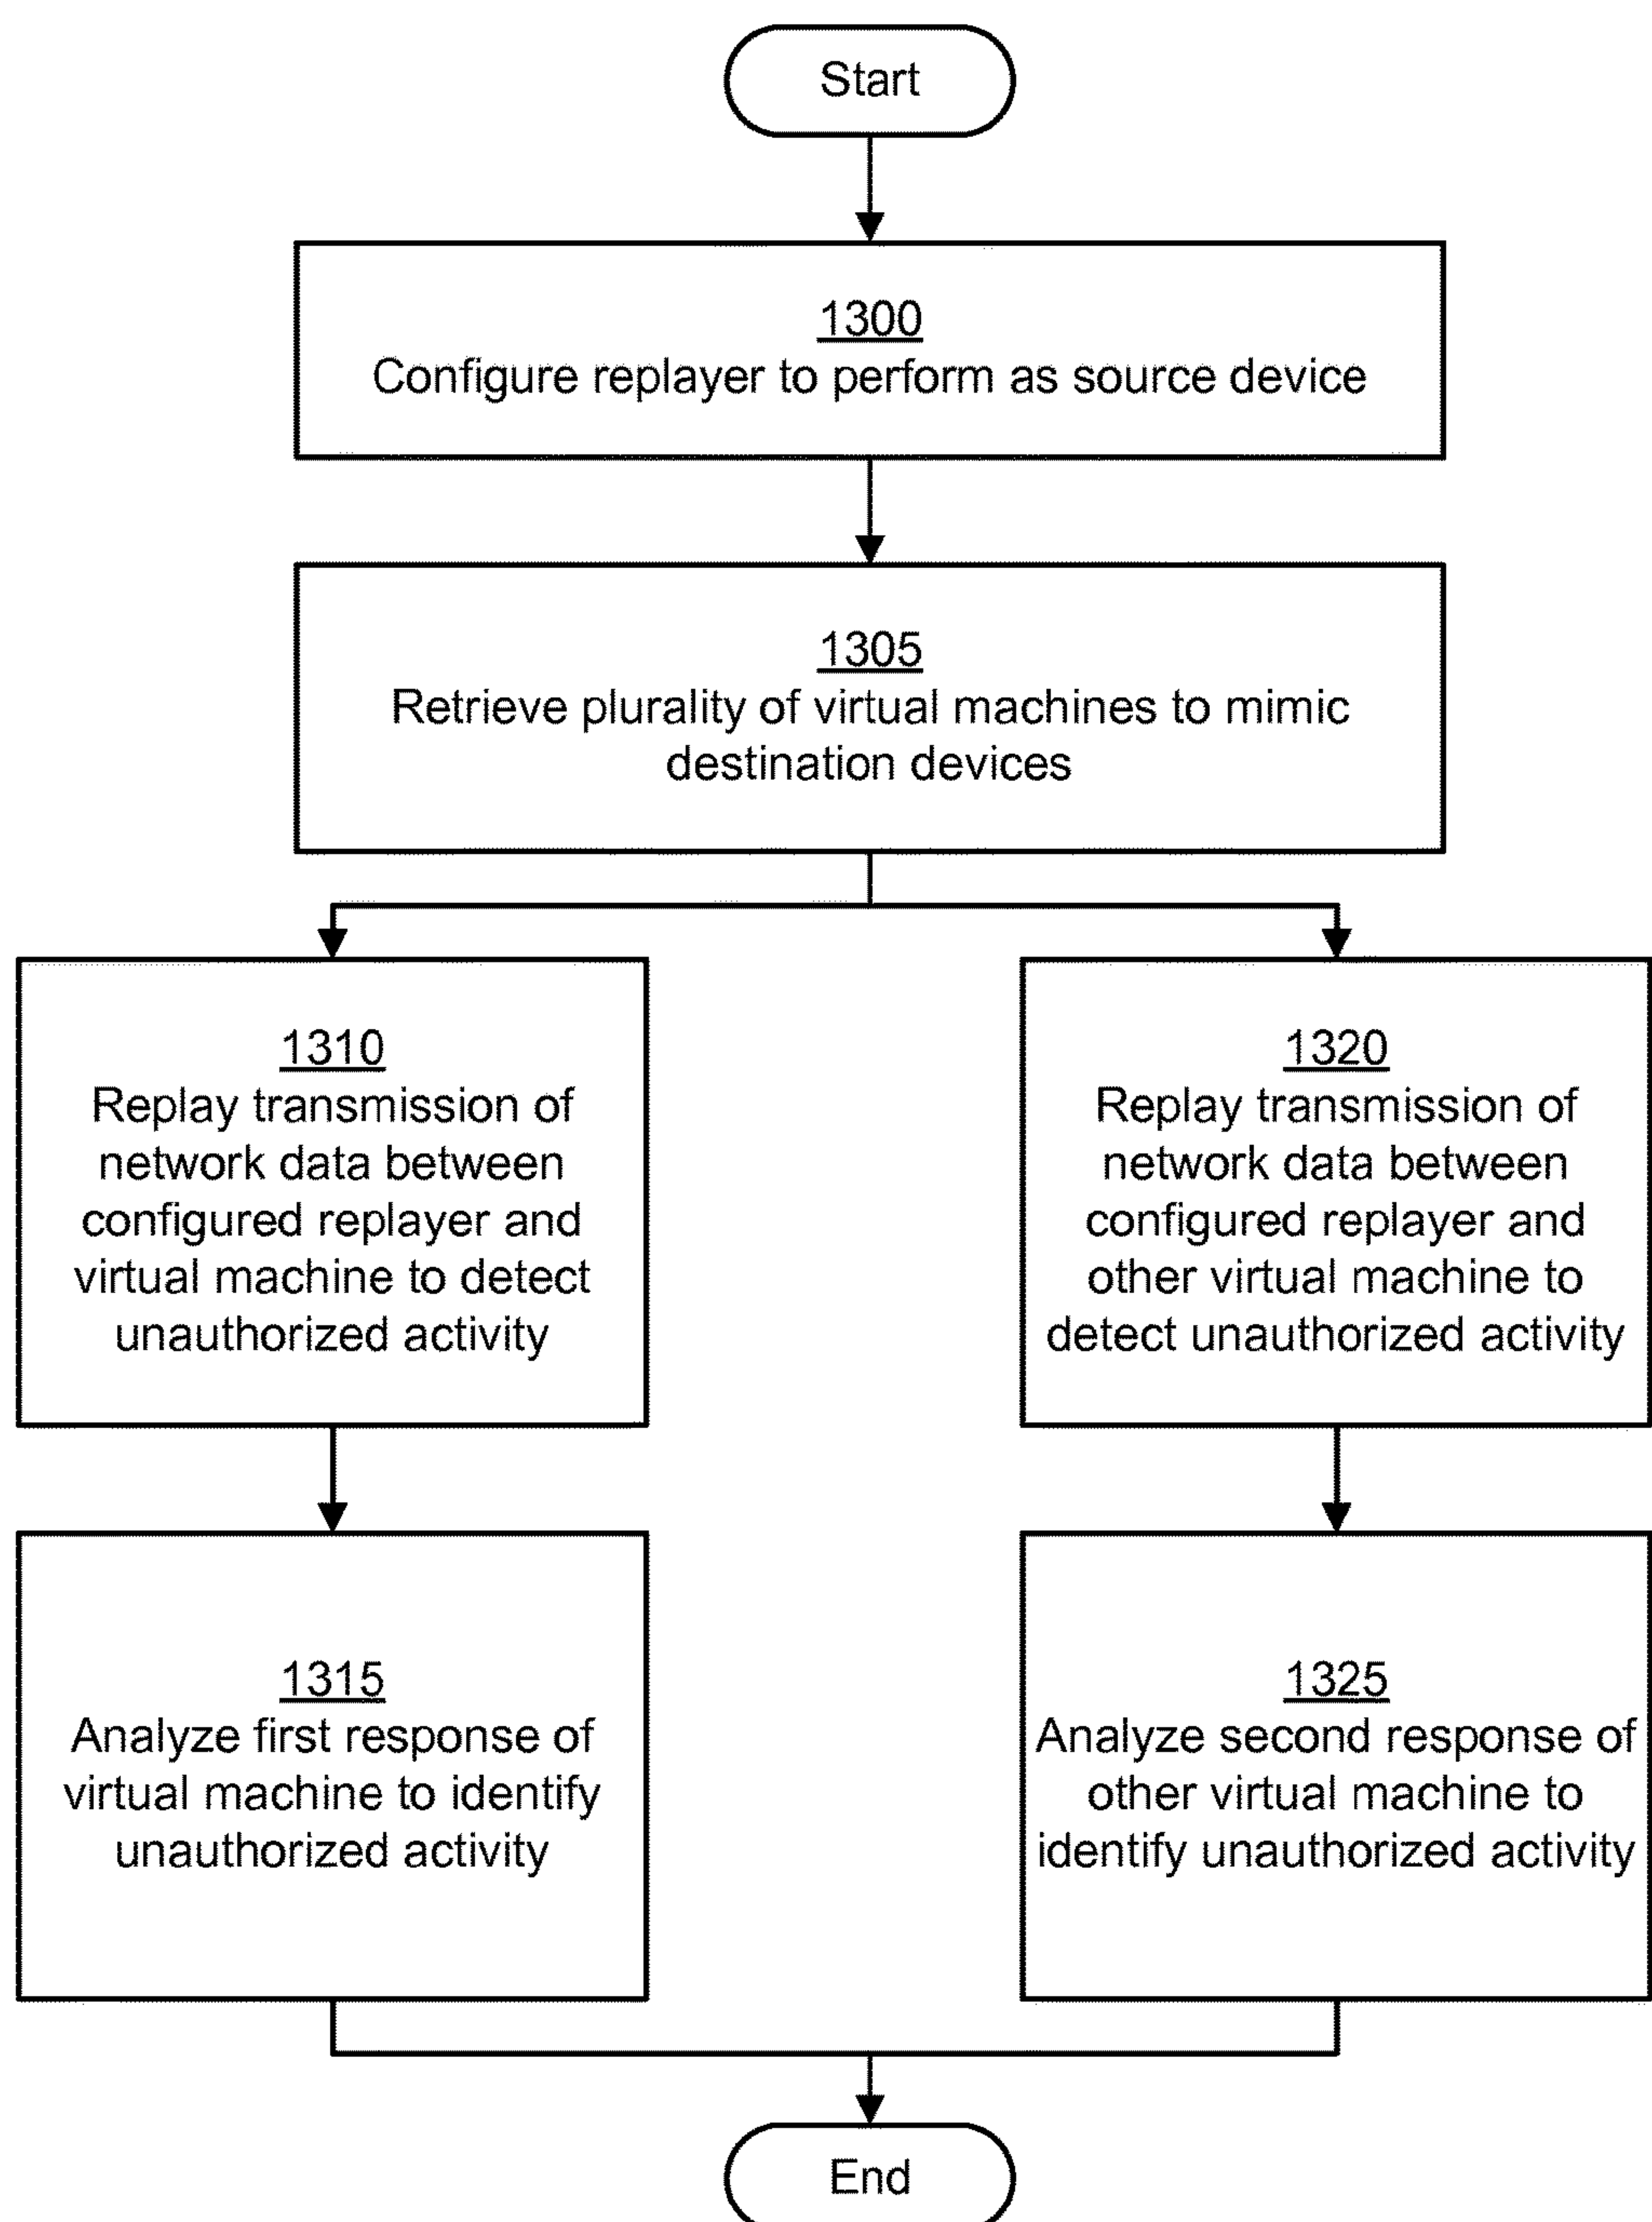 Start
1300
Configure replayer to perform as source device
1305
Retrieve plurality of virtual machines to mimic
destination devices
1310
Replay transmission of
network data between
configured replayer and
virtual machine to detect
unauthorized activity
1320
Replay transmission of
network data between
configured replayer and
other virtual machine to
detect unauthorized activity
1315
Analyze first response of
virtual machine to identify
unauthorized activity
1325
Analyze second response of
other virtual machine to
identify unauthorized activity
End